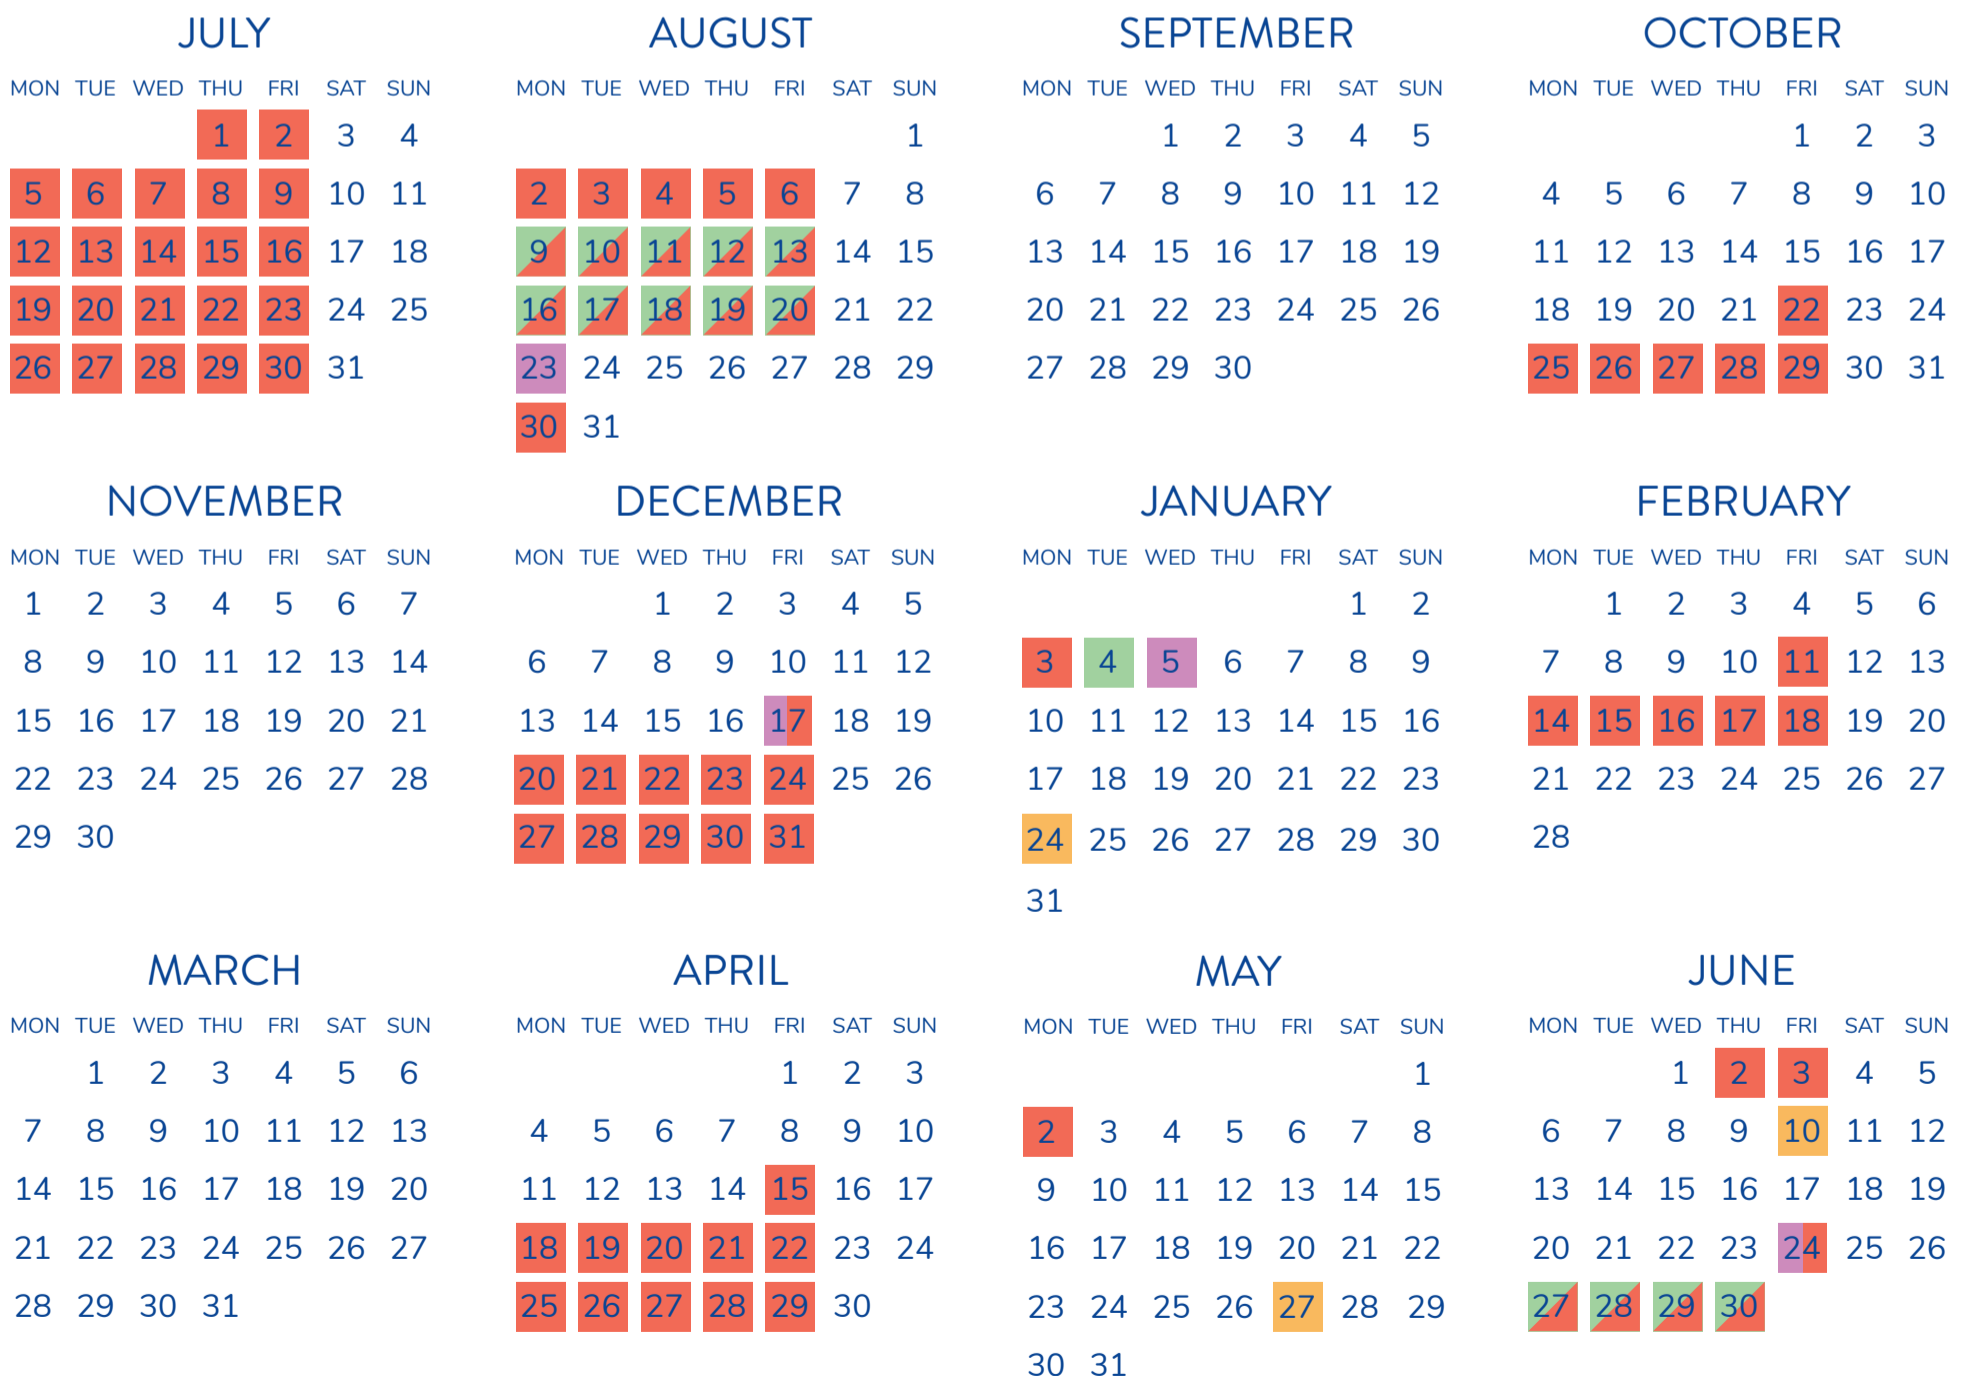 JULY AUGUST SEPTEMBER OCTOBER
MON TUE WED THU FRI SAT SUN MON TUE WED THU FRI SAT SUN MON TUE WED THU FRI SAT SUN MON TUE WED THU FRI SAT SUN
1 2 3 4 1 1 2 3 4 5 1 2 3
5 6 7 8 9 10 11 2 3 4 5 6 7 8 6 7 8 9 10 11 12 4 5 6 7 8 9 10
12 13 14 15 16 17 18 9 10 11 12 13 14 15 13 14 15 16 17 18 19 11 12 13 14 15 16 17
19 20 21 22 23 24 25 16 17 18 19 20 21 22 20 21 22 23 24 25 26 18 19 20 21 22 23 24
26 27 28 29 30 31 23 24 25 26 27 28 29 27 28 29 30 25 26 27 28 29 30 31
30 31
NOVEMBER DECEMBER JANUARY FEBRUARY
MON TUE WED THU FRI SAT SUN MON TUE WED THU FRI SAT SUN MON TUE WED THU FRI SAT SUN MON TUE WED THU FRI SAT SUN
1 2 3 4 5 6 7 1 2 3 4 5 1 2 1 2 3 4 5 6
8 9 10 11 12 13 14 6 7 8 9 10 11 12 3 4 5 6 7 8 9 7 8 9 10 11 12 13
15 16 17 18 19 20 21 13 14 15 16 17 18 19 10 11 12 13 14 15 16 14 15 16 17 18 19 20
22 23 24 25 26 27 28 20 21 22 23 24 25 26 17 18 19 20 21 22 23 21 22 23 24 25 26 27
29 30 27 28 29 30 31 24 25 26 27 28 29 30 28
31
MARCH APRIL MAY JUNE
MON TUE WED THU FRI SAT SUN MON TUE WED THU FRI SAT SUN MON TUE WED THU FRI SAT SUN MON TUE WED THU FRI SAT SUN
1 2 3 4 5 6 1 2 3 1 1 2 3 4 5
7 8 9 10 11 12 13 4 5 6 7 8 9 10 2 3 4 5 6 7 8 6 7 8 9 10 11 12
14 15 16 17 18 19 20 11 12 13 14 15 16 17 9 10 11 12 13 14 15 13 14 15 16 17 18 19
21 22 23 24 25 26 27 18 19 20 21 22 23 24 16 17 18 19 20 21 22 20 21 22 23 24 25 26
28 29 30 31 25 26 27 28 29 30 23 24 25 26 27 28 29 27 28 29 30
30 31